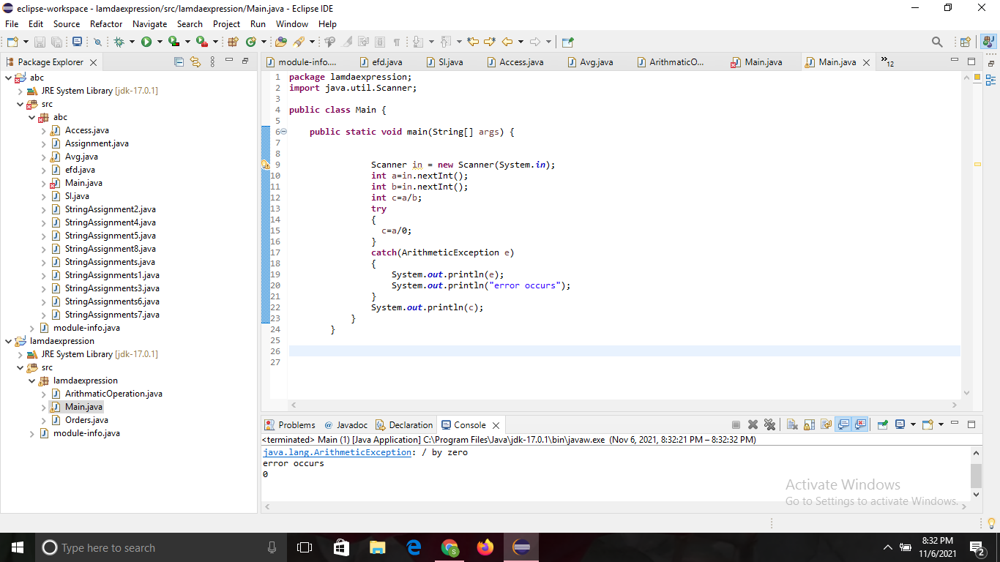 eclipse-workspace - lamdaexpression/src/lamdaexpression/Main.java - Eclipse IDE
File Edit Source Refactor Navigate Search Project Run Window Help
Package Explorer
abc
JRE System Library [jdk-17.0.1]
src
abc
Access.java
Assignment.java
Avg.java
efd.java
Main.java
SI.java
StringAssignment2.java
StringAssignment4.java
StringAssignment5.java
StringAssignment8.java
StringAssignments.java
StringAssignments1.java
StringAssignments3.java
StringAssignments6.java
StringAssignments7.java
module-info.java
lamdaexpression
JRE System Library [jdk-17.0.1]
src
lamdaexpression
ArithmaticOperation.java
Main.java
Orders.java
module-info.java
module-info.... efd.java SI.java Access.java Avg.java ArithmaticO... Main.java Main.java »12
1 package lamdaexpression;
2 import java.util.Scanner;
3
4 public class Main {
5
6 public static void main(String[] args) {
7
8
9 Scanner in = new Scanner(System.in);
10 int a=in.nextInt();
11 int b=in.nextInt();
12 int c=a/b;
13 try
14 {
15 c=a/0;
16 }
17 catch(ArithmeticException e)
18 {
19 System.out.println(e);
20 System.out.println("error occurs");
21 }
22 System.out.println(c);
23 }
24 }
25
26
27
Problems @ Javadoc Declaration Console
<terminated> Main (1) [Java Application] C:\Program Files\Java\jdk-17.0.1\bin\javaw.exe (Nov 6, 2021, 8:32:21 PM – 8:32:32 PM)
java.lang.ArithmeticException: / by zero
error occurs
0
Activate Windows
Go to Settings to activate Windows.
Type here to search
S
8:32 PM
11/6/2021
2